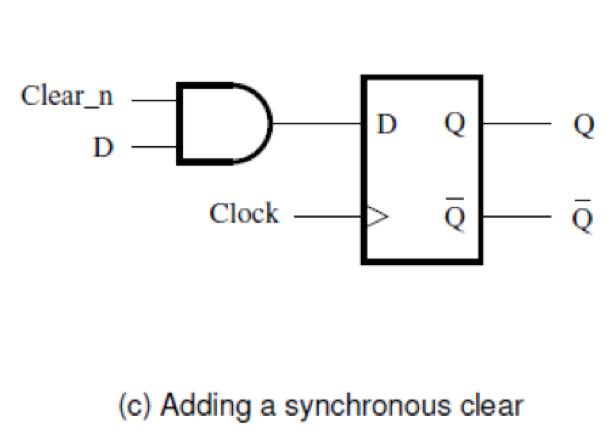 Clear_n
D
D Q Q
Clock Q̅ Q̅
(c) Adding a synchronous clear